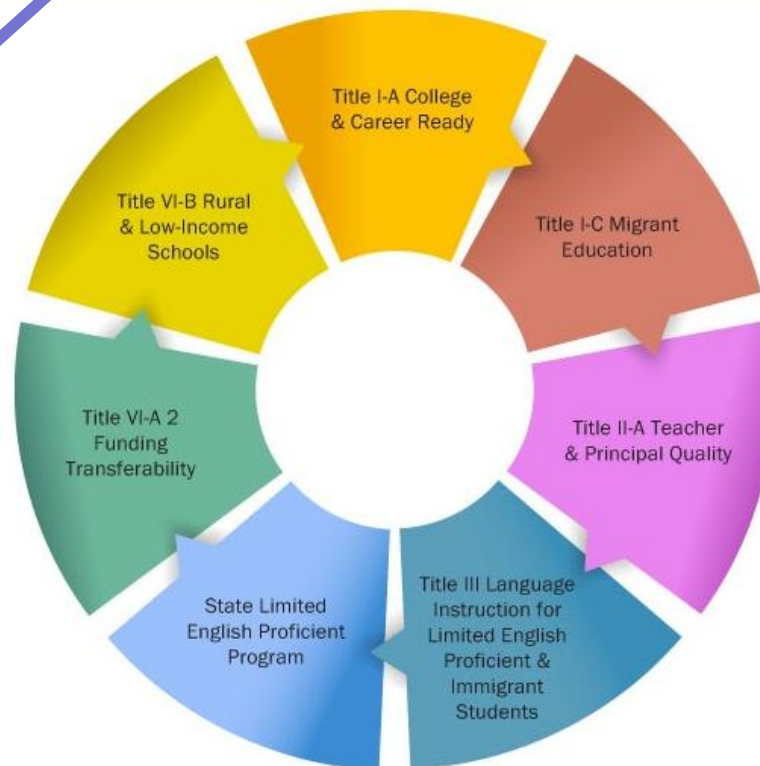 Title I-A College
& Career Ready
Title I-C Migrant
Education
Title II-A Teacher
& Principal Quality
Title III Language
Instruction for
Limited English
Proficient &
Immigrant
Students
State Limited
English Proficient
Program
Title VI-A 2
Funding
Transferability
Title VI-B Rural
& Low-Income
Schools